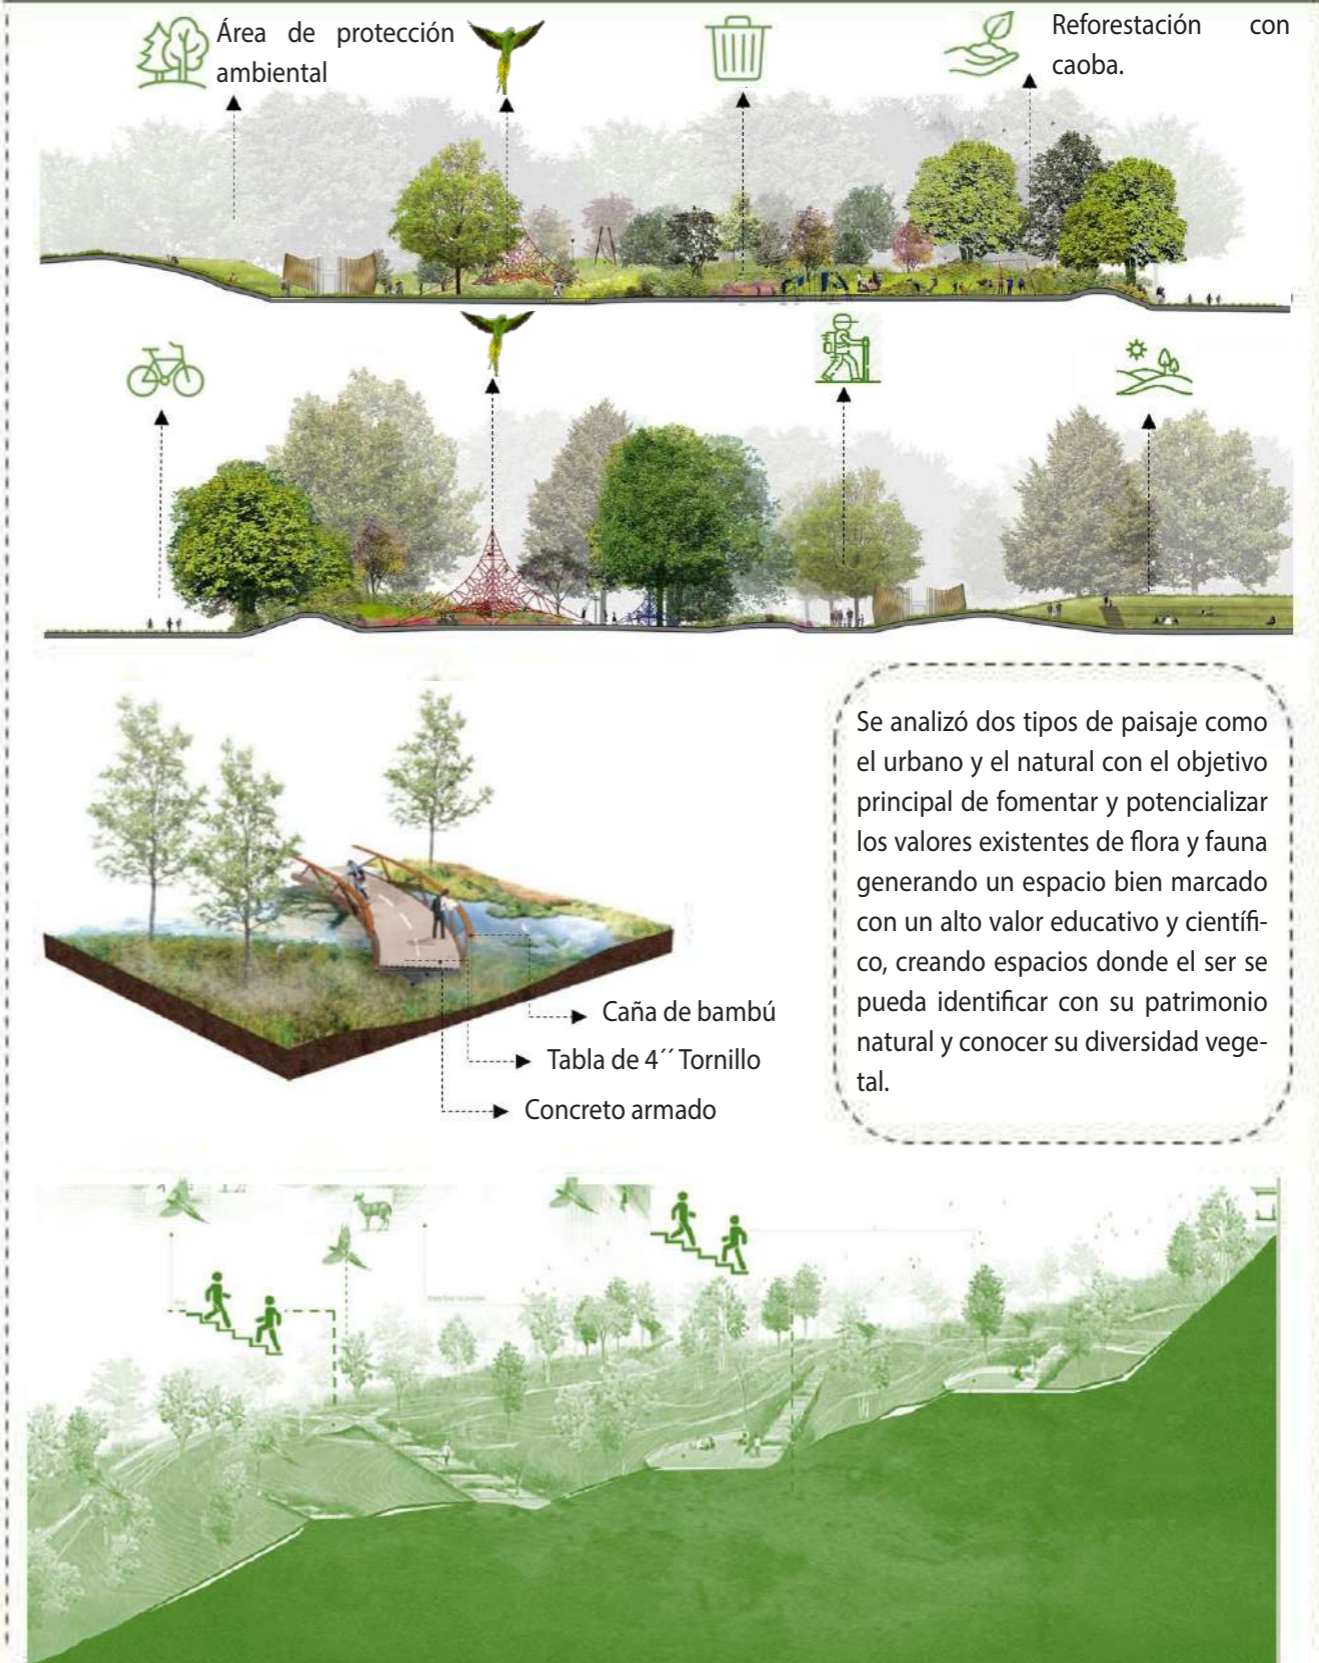 Área de protección
ambiental
Reforestación con
caoba.
Se analizó dos tipos de paisaje como
el urbano y el natural con el objetivo
principal de fomentar y potencializar
los valores existentes de flora y fauna
generando un espacio bien marcado
con un alto valor educativo y científi-
co, creando espacios donde el ser se
pueda identificar con su patrimonio
natural y conocer su diversidad vege-
tal.
Caña de bambú
Tabla de 4´´ Tornillo
Concreto armado